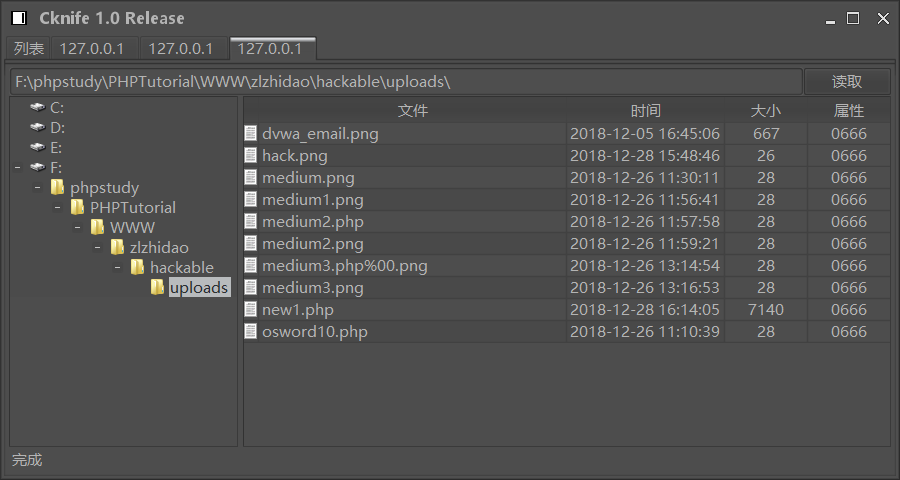 Cknife 1.0 Release
列表 127.0.0.1 127.0.0.1 127.0.0.1
F:\phpstudy\PHPTutorial\WWW\zlzhidao\hackable\uploads\ 读取
C:
D:
E:
F:
phpstudy
PHPTutorial
WWW
zlzhidao
hackable
uploads
文件 时间 大小 属性
dvwa_email.png 2018-12-05 16:45:06 667 0666
hack.png 2018-12-28 15:48:46 26 0666
medium.png 2018-12-26 11:30:11 28 0666
medium1.png 2018-12-26 11:56:41 28 0666
medium2.php 2018-12-26 11:57:58 28 0666
medium2.png 2018-12-26 11:59:21 28 0666
medium3.php%00.png 2018-12-26 13:14:54 28 0666
medium3.png 2018-12-26 13:16:53 28 0666
new1.php 2018-12-28 16:14:05 7140 0666
osword10.php 2018-12-26 11:10:39 28 0666
完成